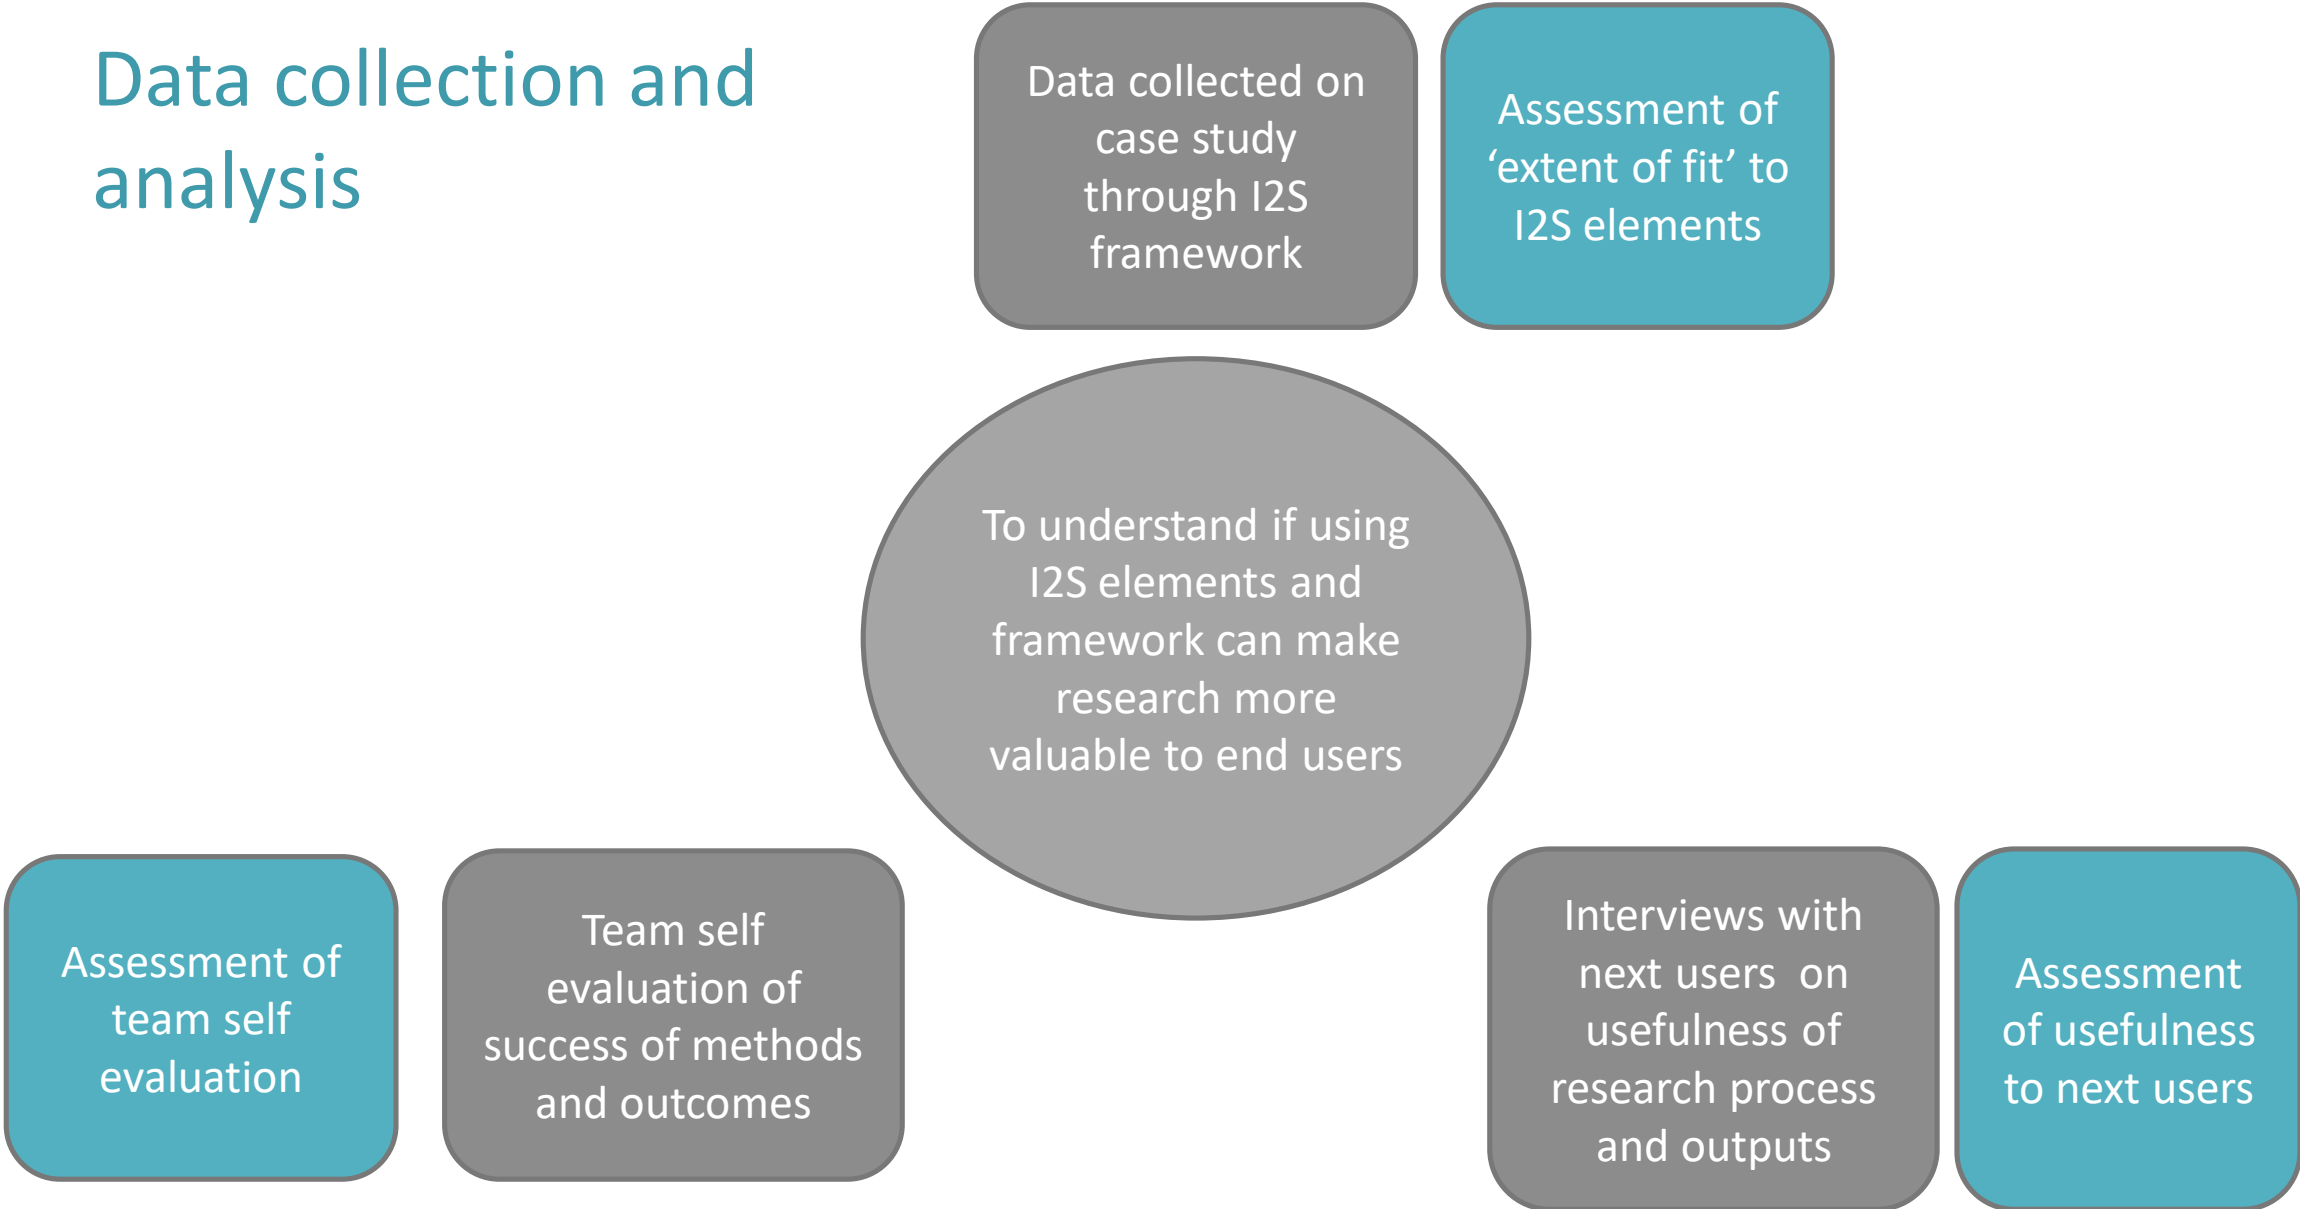 Data collection and
analysis
Data collected on
case study
through I2S
framework
Assessment of
‘extent of fit’ to
I2S elements
To understand if using
I2S elements and
framework can make
research more
valuable to end users
Assessment of
team self
evaluation
Team self
evaluation of
success of methods
and outcomes
Interviews with
next users  on
usefulness of
research process
and outputs
Assessment
of usefulness
to next users